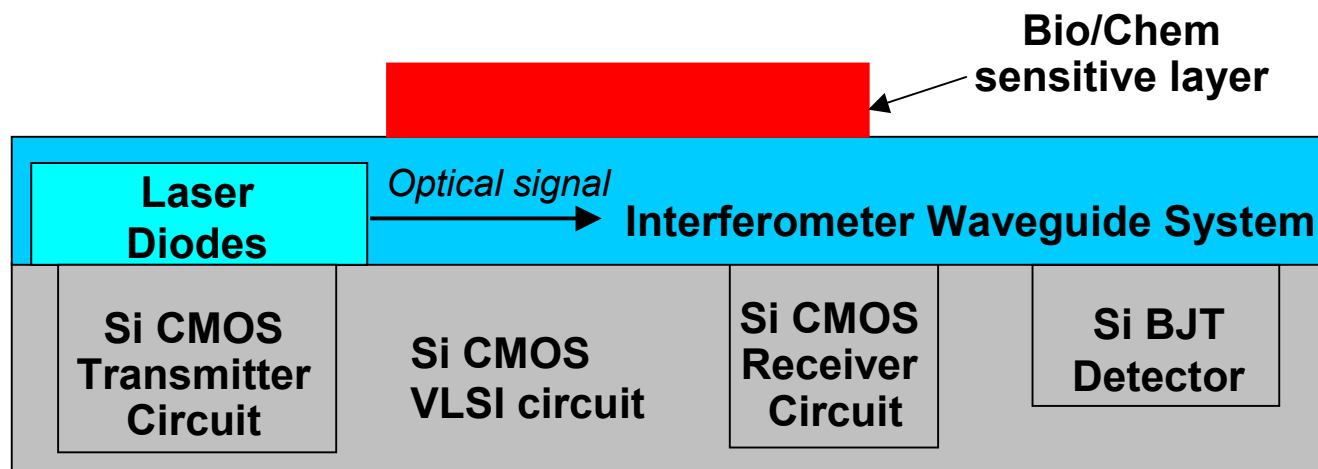 Bio/Chem
sensitive layer
Laser
Diodes
Optical signal
Interferometer Waveguide System
Si CMOS
Transmitter
Circuit
Si CMOS
VLSI circuit
Si CMOS
Receiver
Circuit
Si BJT
Detector